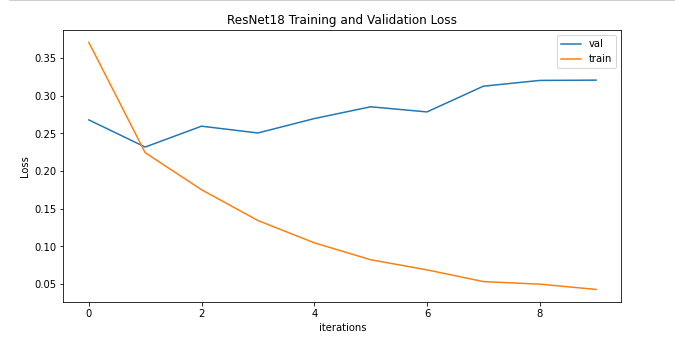 ResNet18 Training and Validation Loss
val
train
0.35
0.30
0.25
0.20
0.15
0.10
0.05
Loss
0 2 4 6 8
iterations